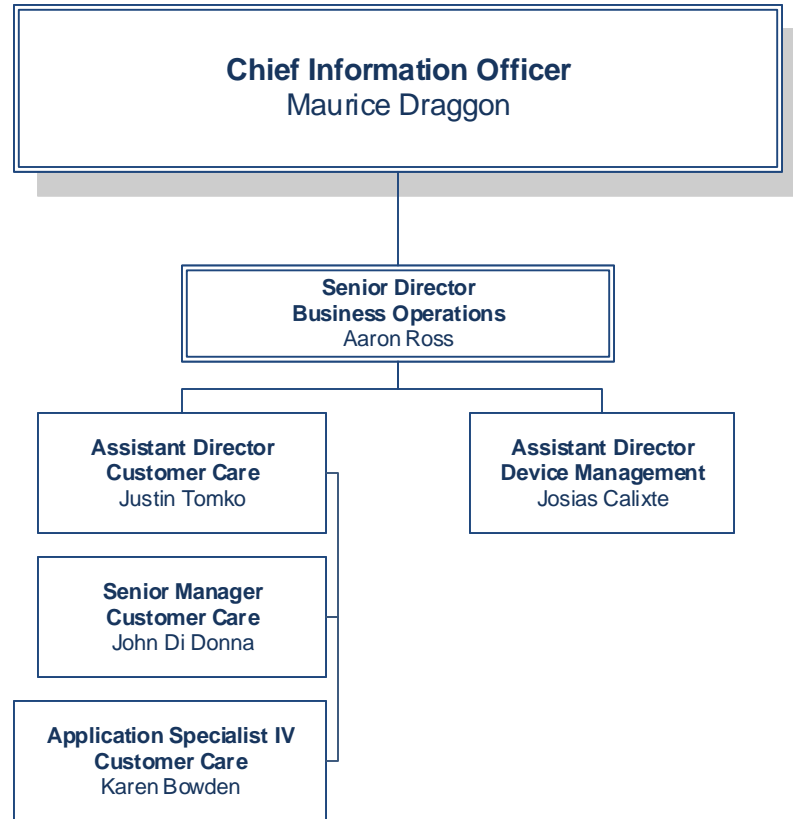 Chief Information Officer
Maurice Draggon
Senior Director
Business Operations
Aaron Ross
Assistant Director
Customer Care
Justin Tomko
Assistant Director
Device Management
Josias Calixte
Senior Manager
Customer Care
John Di Donna
Application Specialist IV
Customer Care
Karen Bowden